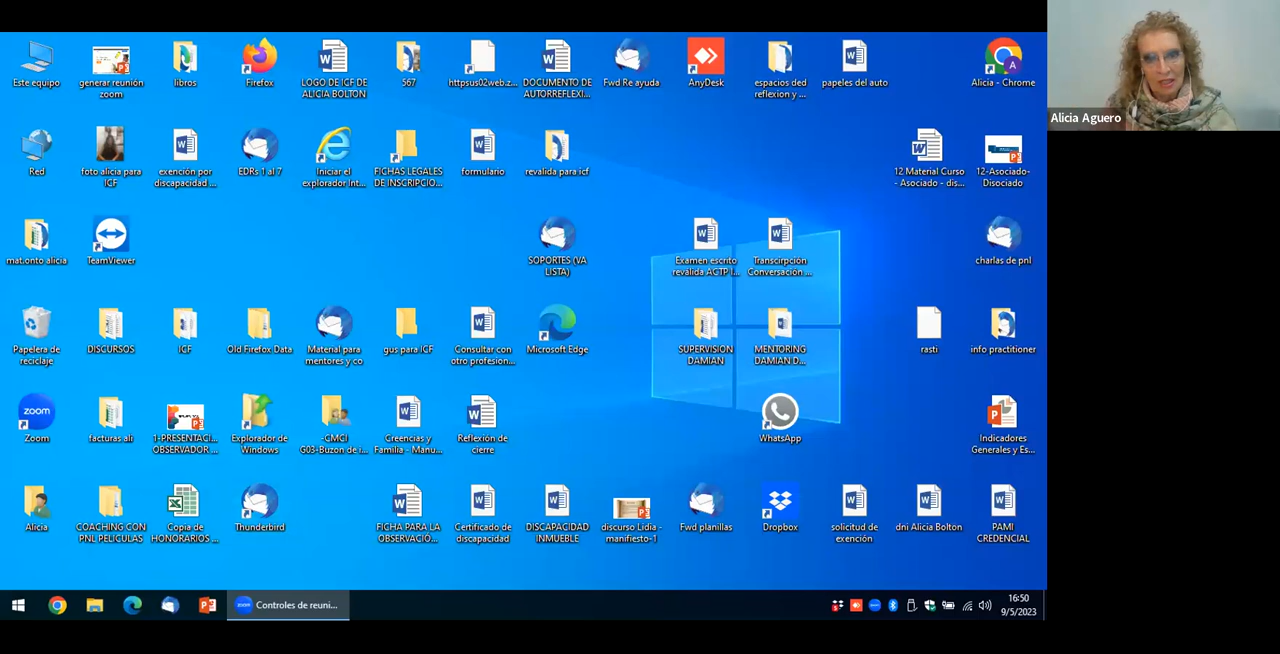 Este equipo
generar reunión
zoom
libros
Firefox
LOGO DE ICF DE
ALICIA BOLTON
567
httpsus02web.z...
DOCUMENTO DE
AUTORREFLEXI...
Fwd Re ayuda
AnyDesk
espacios ded
reflexion y ...
papeles del auto
Alicia - Chrome
Alicia Aguero
Red
foto alicia para
ICF
exención por
discapacidad ...
EDRs 1 al 7
Iniciar el
explorador Int...
FICHAS LEGALES
DE INSCRIPCIO...
formulario
revalida para icf
12 Material Curso
- Asociado - dis...
12-Asociado-
Disociado
mat.onto alicia
TeamViewer
SOPORTES (VA
LISTA)
Examen escrito
reválida ACTP I...
Transcirpción
Conversación ...
charlas de pnl
Papelera de
reciclaje
DISCURSOS
ICF
Old Firefox Data
Material para
mentores y co
gus para ICF
Consultar con
otro profesion...
Microsoft Edge
SUPERVISION
DAMIAN
MENTORING
DAMIAN D...
rasti
info practitioner
zoom
Zoom
facturas ali
1-PRESENTACI...
OBSERVADOR ...
Explorador de
Windows
-CMCI
G03-Buzon de r...
Creencias y
Familia - Manu...
Reflexión de
cierre
WhatsApp
Indicadores
Generales y Es...
Alicia
COACHING CON
PNL PELICULAS
Copia de
HONORARIOS ...
Thunderbird
FICHA PARA LA
OBSERVACIÓ...
Certificado de
discapacidad
DISCAPACIDAD
INMUEBLE
discurso Lidia -
manifiesto-1
Fwd planillas
Dropbox
solicitud de
exención
dni Alicia Bolton
PAMI
CREDENCIAL
zoom
Controles de reuni...
16:50
9/5/2023